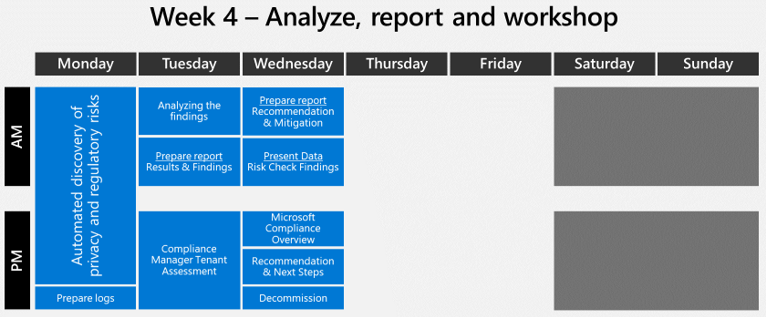 Week 4 – Analyze, report and workshop
Monday
Tuesday
Wednesday
Thursday
Friday
Saturday
Sunday
AM
Automated discovery of
privacy and regulatory risks
Analyzing the
findings
Prepare report
Recommendation
& Mitigation
Prepare report
Results & Findings
Present Data
Risk Check Findings
PM
Compliance
Manager Tenant
Assessment
Microsoft
Compliance
Overview
Recommendation
& Next Steps
Prepare logs
Decommission